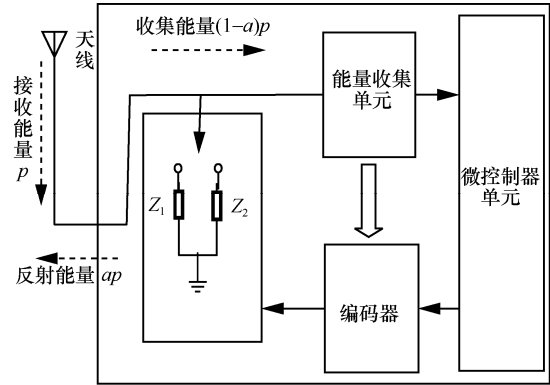 天
线
收集能量(1−a)p
接收能量
p
能量收集
单元
微控制器
单元
Z1
Z2
反射能量 ap
编码器